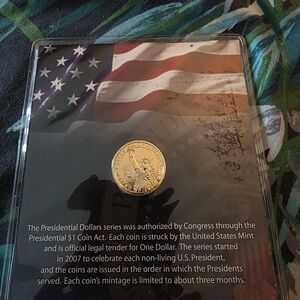 The Presidential Dollars series was authorized by Congress through the
Presidential $1 Coin Act. Each coin is struck by the United States Mint
and is official legal tender for One Dollar. The series started
in 2007 to celebrate each non-living U.S. President,
and the coins are issued in the order in which the Presidents
served. Each coin's mintage is limited to about three months.